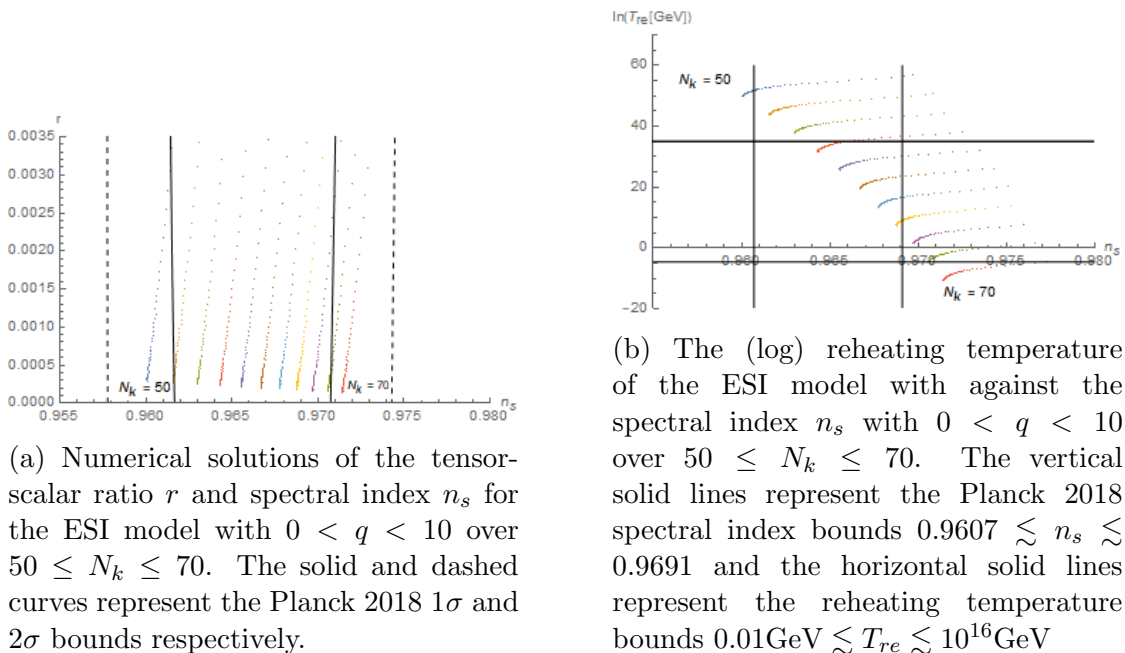 r
0.0035
0.0030
0.0025
0.0020
0.0015
0.0010
0.0005
0.0000
N_k = 50
N_k = 70
0.955 0.960 0.965 0.970 0.975 0.980 n_s
(a) Numerical solutions of the tensor-
scalar ratio r and spectral index n_s for
the ESI model with 0 < q < 10 over
50 ≤ N_k ≤ 70. The solid and dashed
curves represent the Planck 2018 1σ and
2σ bounds respectively.
ln(T_re[GeV])
60
40
20
0
−20
N_k = 50
0.960 0.965 0.970 0.975 0.980
n_s
N_k = 70
(b) The (log) reheating temperature
of the ESI model with against the
spectral index n_s with 0 < q < 10
over 50 ≤ N_k ≤ 70. The vertical
solid lines represent the Planck 2018
spectral index bounds 0.9607 ≲ n_s ≲
0.9691 and the horizontal solid lines
represent the reheating temperature
bounds 0.01GeV ≲ T_re ≲ 10^16GeV